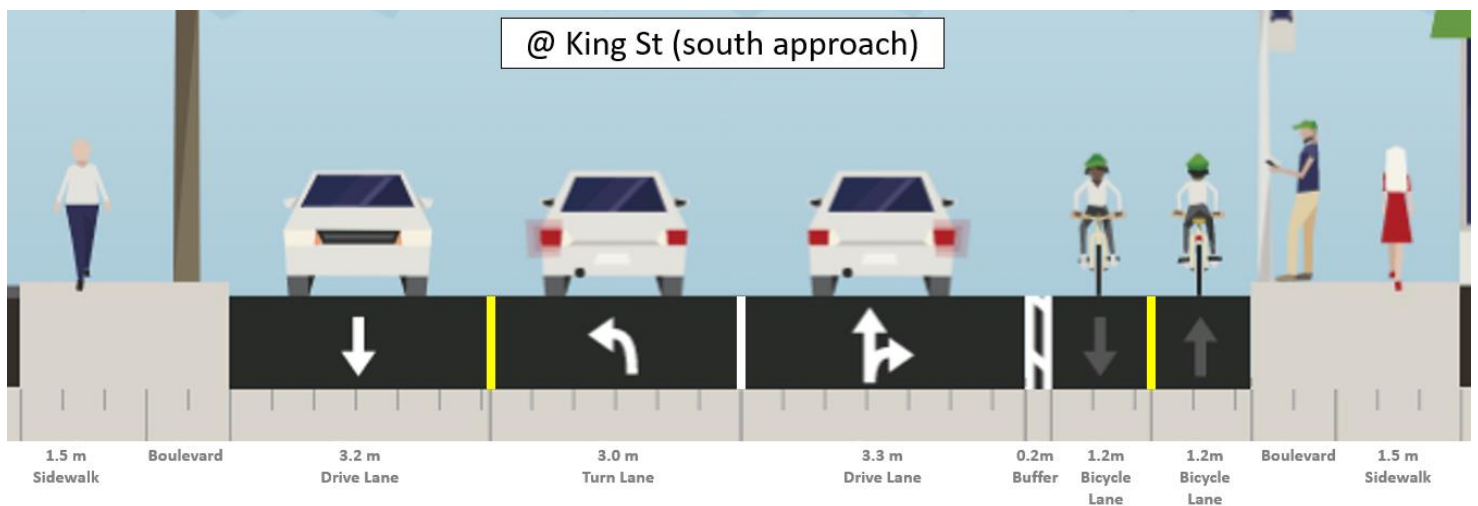 @ King St (south approach)
1.5 m
Sidewalk
Boulevard
3.2 m
Drive Lane
3.0 m
Turn Lane
3.3 m
Drive Lane
0.2m
Buffer
1.2m
Bicycle
Lane
1.2m
Bicycle
Lane
Boulevard
1.5 m
Sidewalk